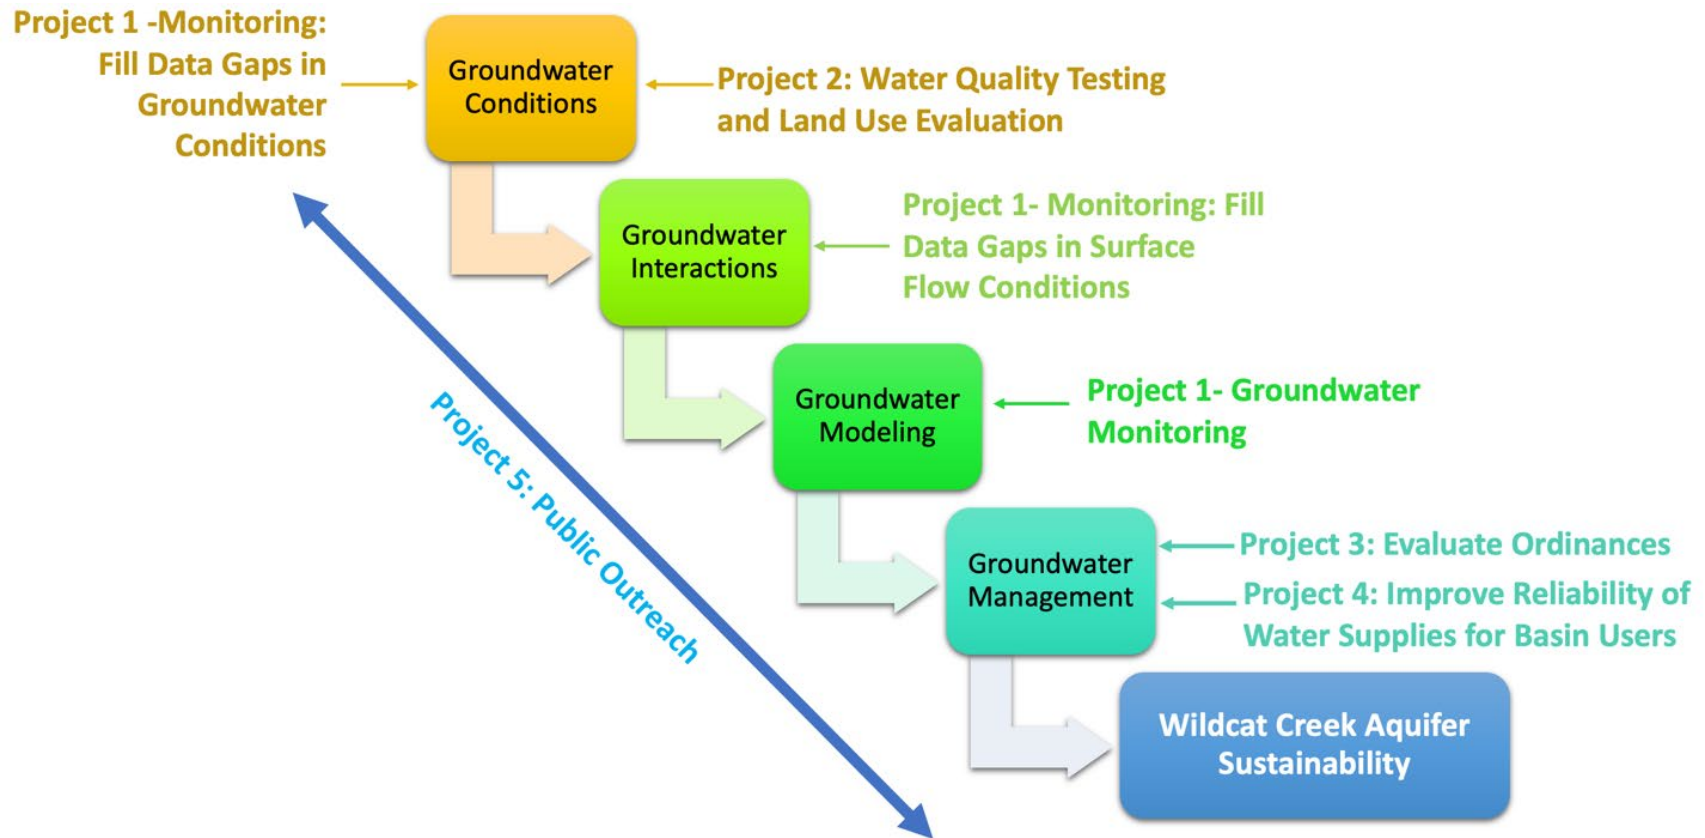 Project 1 -Monitoring:
Fill Data Gaps in
Groundwater
Conditions
Groundwater
Conditions
Project 2: Water Quality Testing
and Land Use Evaluation
Groundwater
Interactions
Project 1- Monitoring: Fill
Data Gaps in Surface
Flow Conditions
Groundwater
Modeling
Project 1- Groundwater
Monitoring
Project 5: Public Outreach
Groundwater
Management
Project 3: Evaluate Ordinances
Project 4: Improve Reliability of
Water Supplies for Basin Users
Wildcat Creek Aquifer
Sustainability